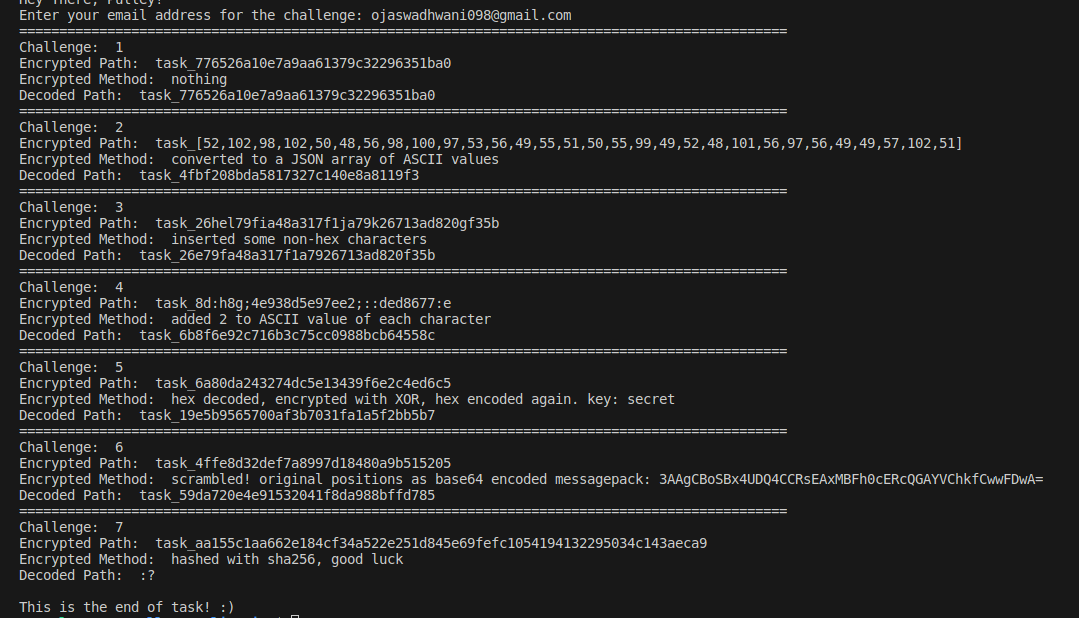 Hey There, Pulley!
Enter your email address for the challenge: ojaswadhwani098@gmail.com
================================================================================================
Challenge:  1
Encrypted Path:  task_776526a10e7a9aa61379c32296351ba0
Encrypted Method:  nothing
Decoded Path:  task_776526a10e7a9aa61379c32296351ba0
================================================================================================
Challenge:  2
Encrypted Path:  task_[52,102,98,102,50,48,56,98,100,97,53,56,49,55,51,50,55,99,49,52,48,101,56,97,56,49,49,57,102,51]
Encrypted Method:  converted to a JSON array of ASCII values
Decoded Path:  task_4fbf208bda5817327c140e8a8119f3
================================================================================================
Challenge:  3
Encrypted Path:  task_26hel79fia48a317f1ja79k26713ad820gf35b
Encrypted Method:  inserted some non-hex characters
Decoded Path:  task_26e79fa48a317f1a7926713ad820f35b
================================================================================================
Challenge:  4
Encrypted Path:  task_8d:h8g;4e938d5e97ee2;::ded8677:e
Encrypted Method:  added 2 to ASCII value of each character
Decoded Path:  task_6b8f6e92c716b3c75cc0988bcb64558c
================================================================================================
Challenge:  5
Encrypted Path:  task_6a80da243274dc5e13439f6e2c4ed6c5
Encrypted Method:  hex decoded, encrypted with XOR, hex encoded again. key: secret
Decoded Path:  task_19e5b9565700af3b7031fa1a5f2bb5b7
================================================================================================
Challenge:  6
Encrypted Path:  task_4ffe8d32def7a8997d18480a9b515205
Encrypted Method:  scrambled! original positions as base64 encoded messagepack: 3AAgCBoSBx4UDQ4CCRsEAxMBFh0cERcQGAYVChkfCwwFDwA=
Decoded Path:  task_59da720e4e91532041f8da988bffd785
================================================================================================
Challenge:  7
Encrypted Path:  task_aa155c1aa662e184cf34a522e251d845e69fefc1054194132295034c143aeca9
Encrypted Method:  hashed with sha256, good luck
Decoded Path:  :?
This is the end of task! :)